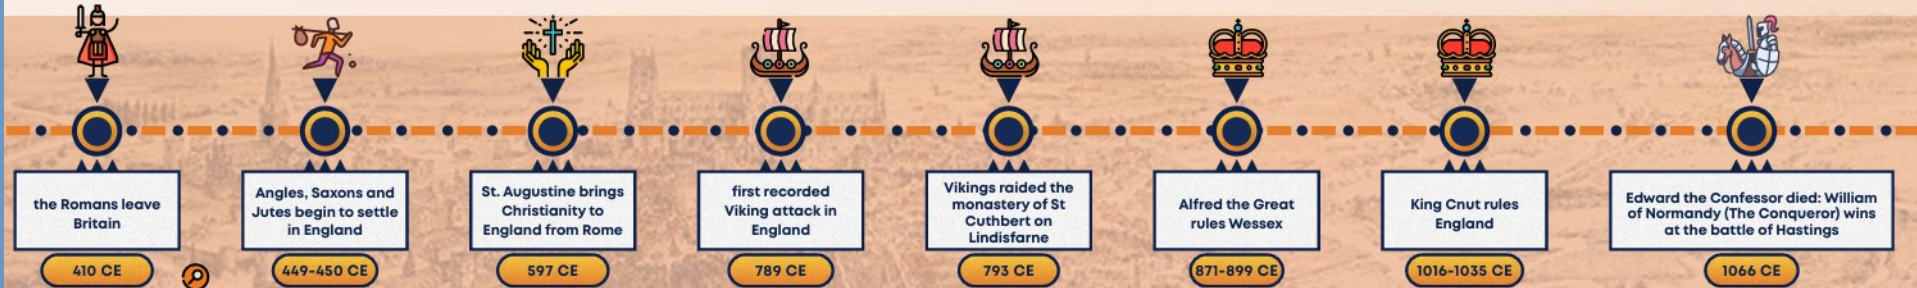 the Romans leave
Britain
410 CE
Angles, Saxons and
Jutes begin to settle
in England
449-450 CE
St. Augustine brings
Christianity to
England from Rome
597 CE
first recorded
Viking attack in
England
789 CE
Vikings raided the
monastery of St
Cuthbert on
Lindisfarne
793 CE
Alfred the Great
rules Wessex
871-899 CE
King Cnut rules
England
1016-1035 CE
Edward the Confessor died: William
of Normandy (The Conqueror) wins
at the battle of Hastings
1066 CE